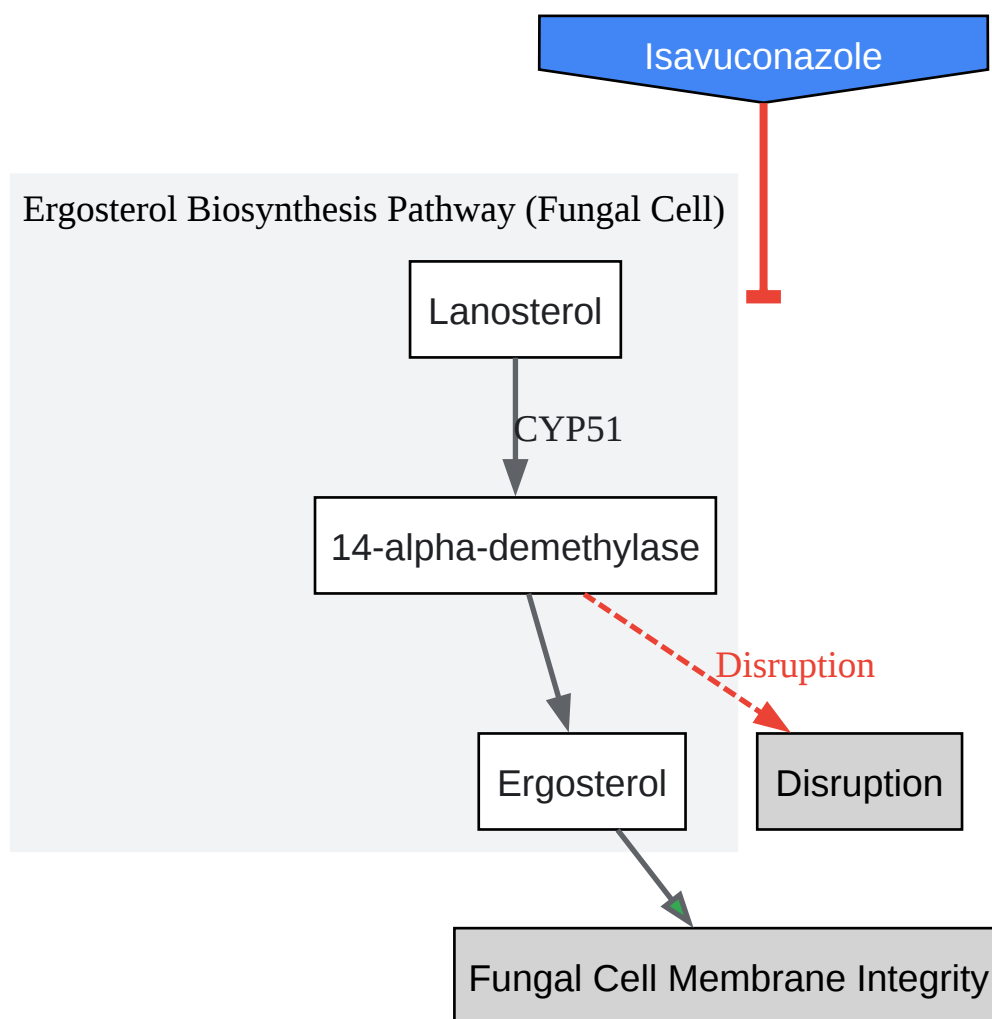 Isavuconazole
Ergosterol Biosynthesis Pathway (Fungal Cell)
Lanosterol
CYP51
14-alpha-demethylase
Disruption
Ergosterol
Disruption
Fungal Cell Membrane Integrity